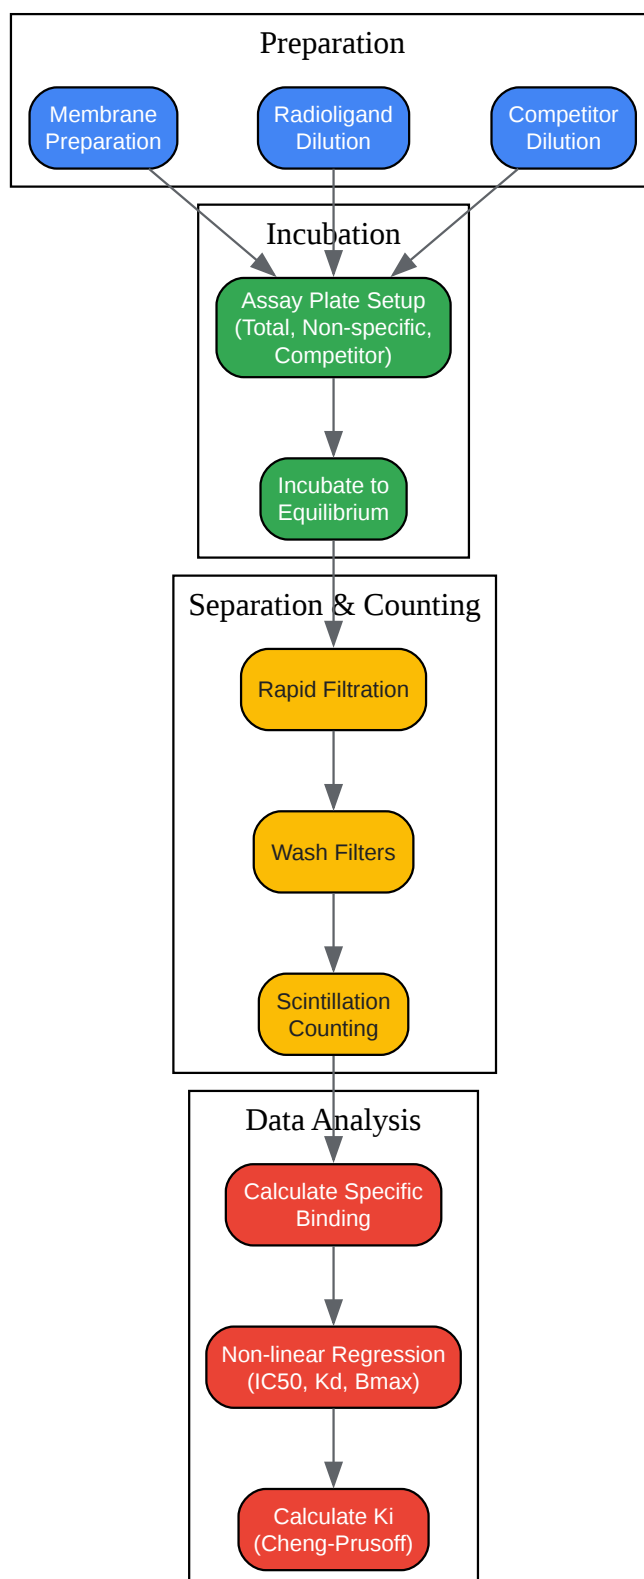 Preparation
Membrane
Preparation
Radioligand
Dilution
Competitor
Dilution
Incubation
Assay Plate Setup
(Total, Non-specific,
Competitor)
Incubate to
Equilibrium
Separation & Counting
Rapid Filtration
Wash Filters
Scintillation
Counting
Data Analysis
Calculate Specific
Binding
Non-linear Regression
(IC50, Kd, Bmax)
Calculate Ki
(Cheng-Prusoff)